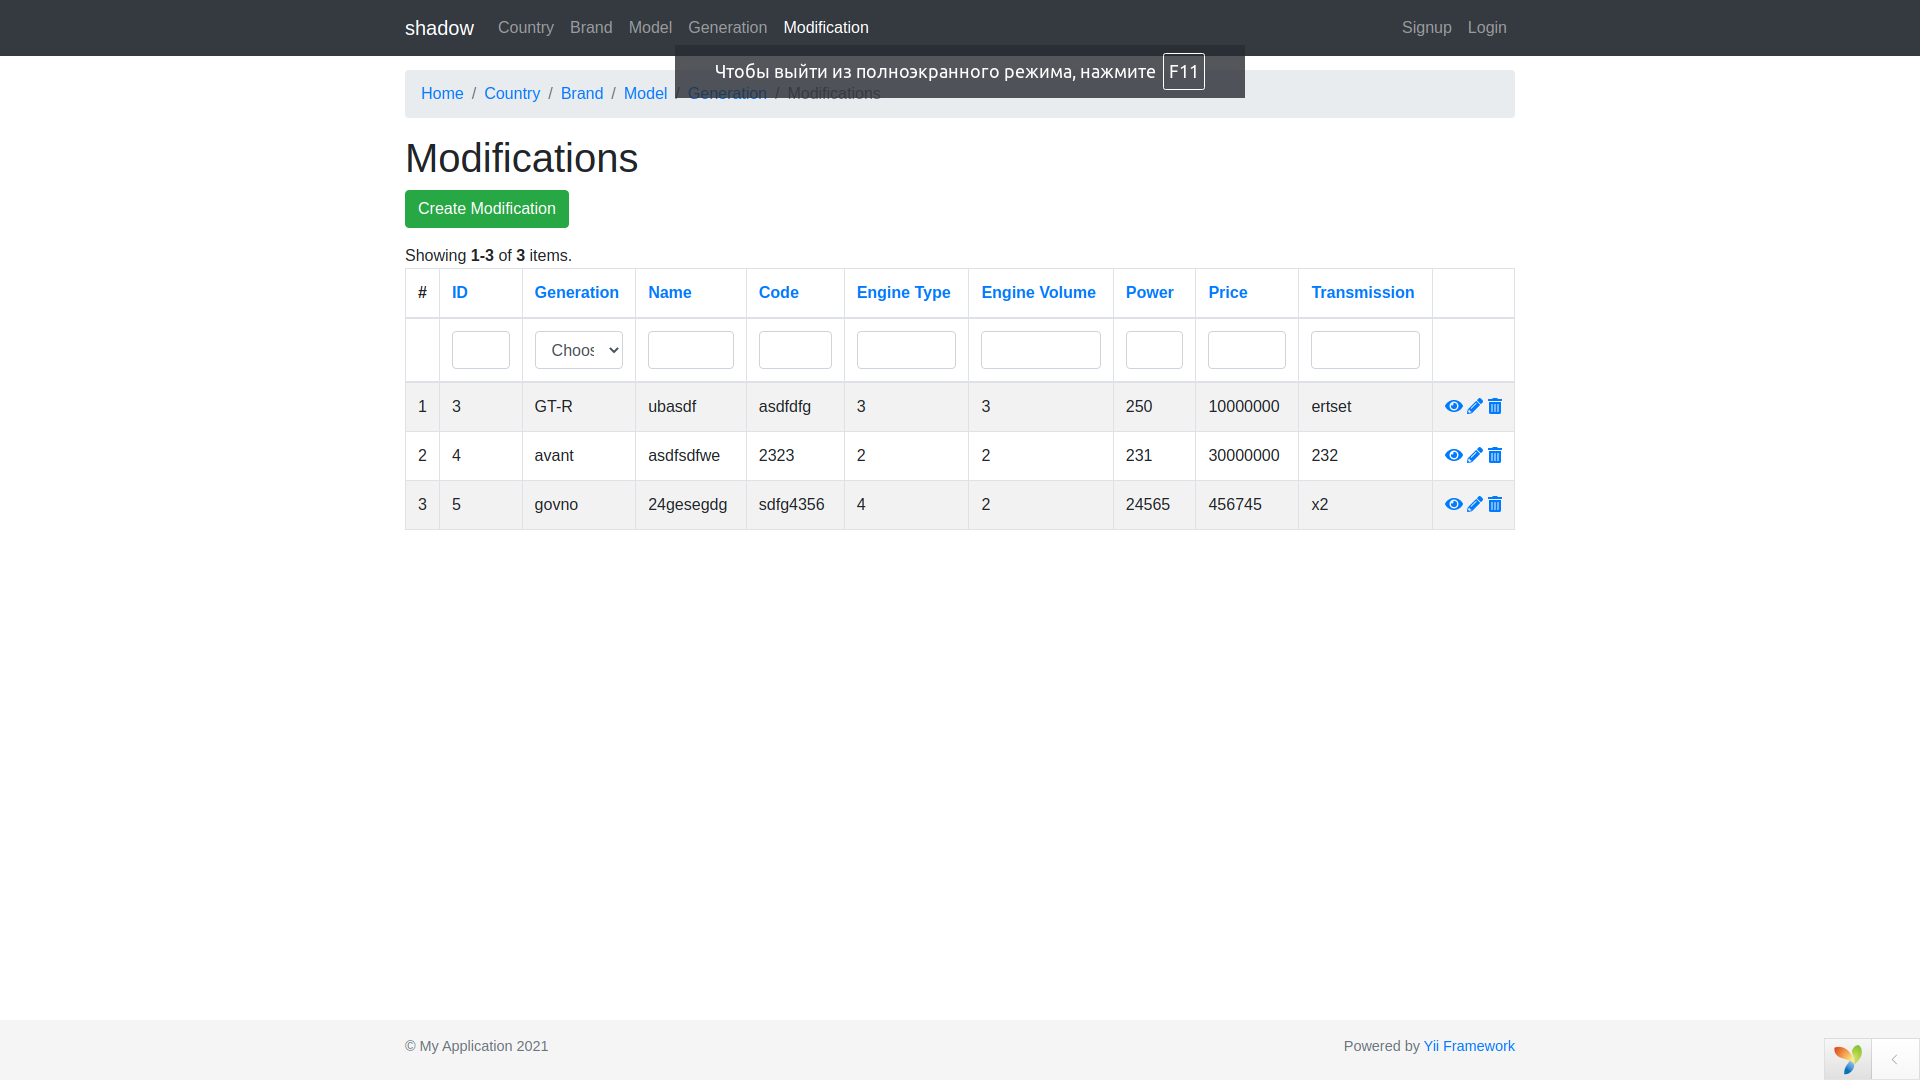 shadow Country Brand Model Generation Modification Signup Login
Чтобы выйти из полноэкранного режима, нажмите F11
Home / Country / Brand / Model / Generation / Modifications
Modifications
Create Modification
Showing 1-3 of 3 items.
# ID Generation Name Code Engine Type Engine Volume Power Price Transmission
Choos
1 3 GT-R ubasdf asdfdfg 3 3 250 10000000 ertset
2 4 avant asdfsdfwe 2323 2 2 231 30000000 232
3 5 govno 24gesegdg sdfg4356 4 2 24565 456745 x2
© My Application 2021 Powered by Yii Framework